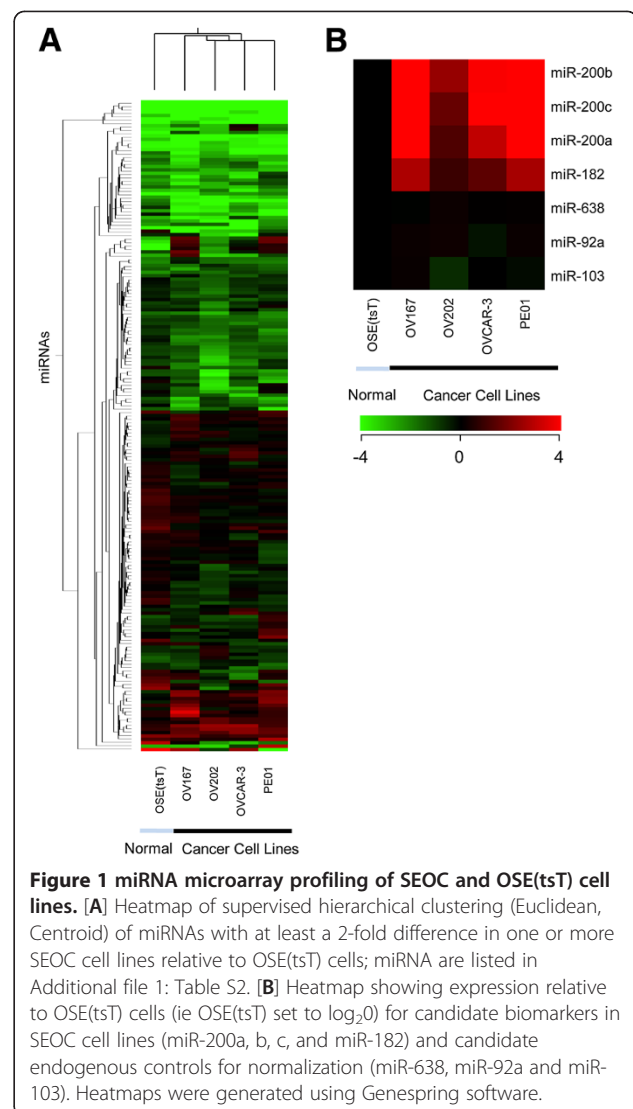 A
B
miRNAs
miR-200b
miR-200c
miR-200a
miR-182
miR-638
miR-92a
miR-103
OSE(tsT)
OV167
OV202
OVCAR-3
PE01
Normal Cancer Cell Lines
-4 0 4
OSE(tsT)
OV167
OV202
OVCAR-3
PE01
Normal Cancer Cell Lines
Figure 1 miRNA microarray profiling of SEOC and OSE(tsT) cell
lines. [A] Heatmap of supervised hierarchical clustering (Euclidean,
Centroid) of miRNAs with at least a 2-fold difference in one or more
SEOC cell lines relative to OSE(tsT) cells; miRNA are listed in
Additional file 1: Table S2. [B] Heatmap showing expression relative
to OSE(tsT) cells (ie OSE(tsT) set to log₂0) for candidate biomarkers in
SEOC cell lines (miR-200a, b, c, and miR-182) and candidate
endogenous controls for normalization (miR-638, miR-92a and miR-
103). Heatmaps were generated using Genespring software.